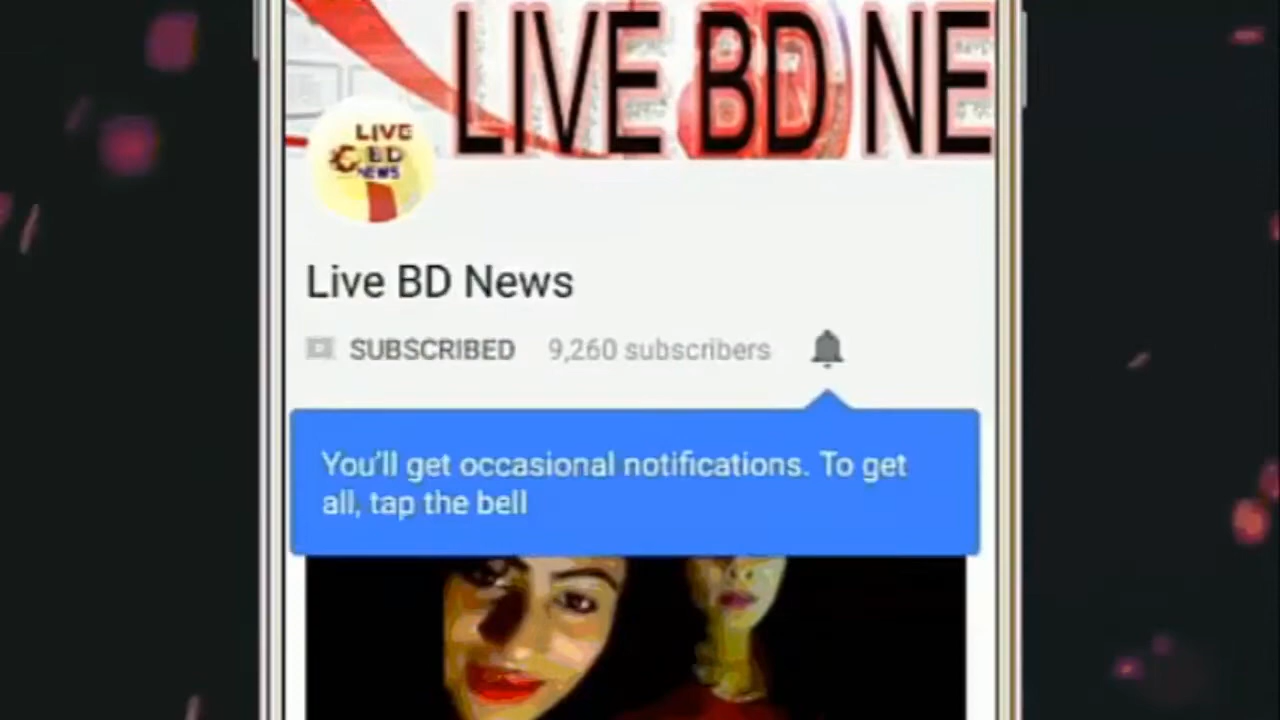 LIVE BD NE
LIVE
BD
NEWS
Live BD News
SUBSCRIBED 9,260 subscribers
You'll get occasional notifications. To get
all, tap the bell